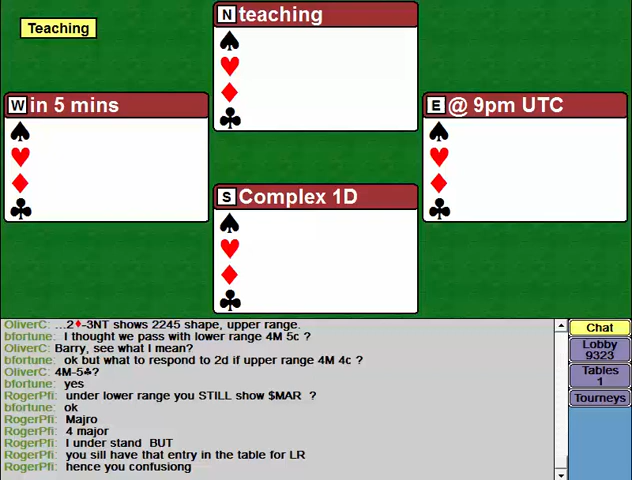 Teaching
N teaching
W in 5 mins
E @ 9pm UTC
S Complex 1D
OliverC: ...2♦-3NT shows 2245 shape, upper range.
bfortune: I thought we pass with lower range 4M 5c ?
OliverC: Barry, see what I mean?
bfortune: ok but what to respond to 2d if upper range 4M 4c ?
OliverC: 4M-5♣?
bfortune: yes
RogerPfi: under lower range you STILL show $MAR ?
bfortune: ok
RogerPfi: Majro
RogerPfi: 4 major
RogerPfi: I under stand BUT
RogerPfi: you sill have that entry in the table for LR
RogerPfi: hence you confusiong
Chat
Lobby
9323
Tables
1
Tourneys